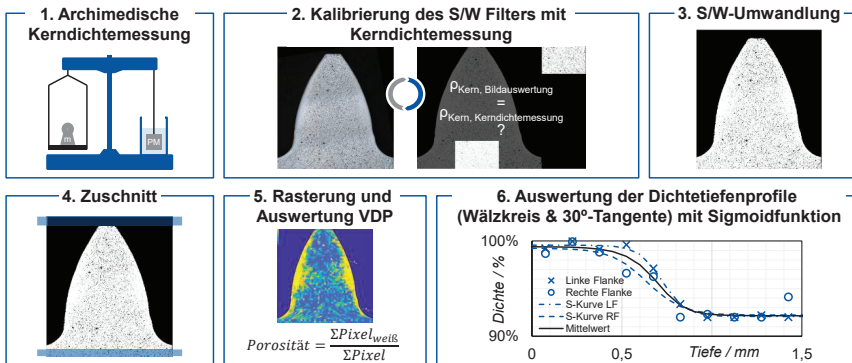 1. Archimedische
Kerndichtemessung
m
PM
2. Kalibrierung des S/W Filters mit
Kerndichtemessung
ρKern, Bildauswertung
=
ρKern, Kerndichtemessung
?
3. S/W-Umwandlung
4. Zuschnitt
5. Rasterung und
Auswertung VDP
Porosität = ΣPixelweiß / ΣPixel
6. Auswertung der Dichtetiefenprofile
(Wälzkreis & 30º-Tangente) mit Sigmoidfunktion
Dichte / %
100%
90%
Linke Flanke
Rechte Flanke
S-Kurve LF
S-Kurve RF
Mittelwert
0
0,5
Tiefe / mm
1,5